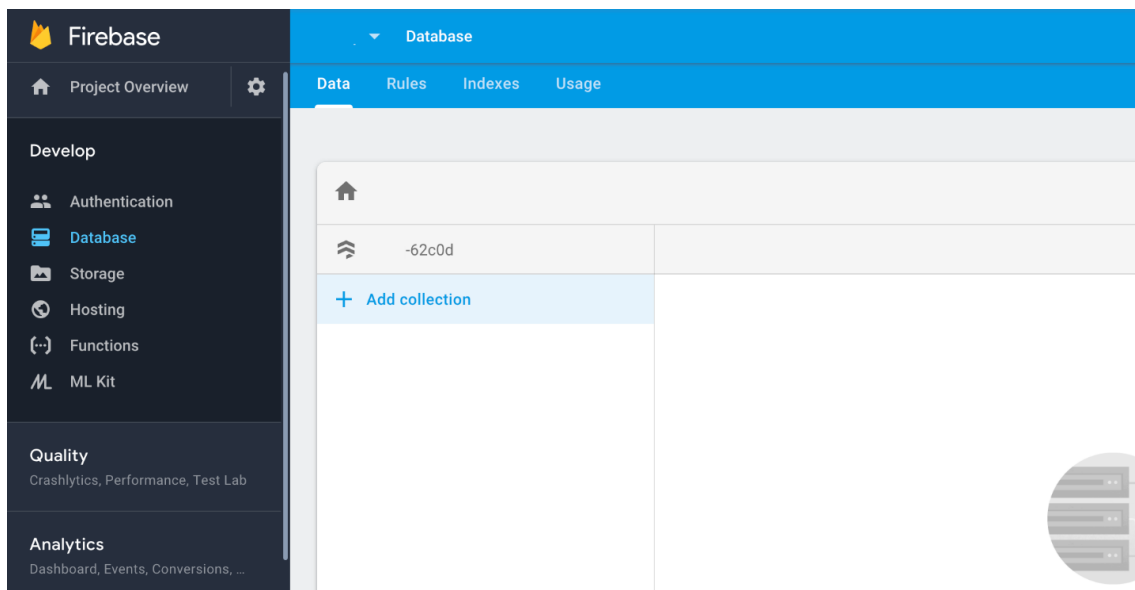 Firebase
Project Overview
Develop
Authentication
Database
Storage
Hosting
Functions
ML Kit
Quality
Crashlytics, Performance, Test Lab
Analytics
Dashboard, Events, Conversions, ...
Database
Data Rules Indexes Usage
-62c0d
+ Add collection